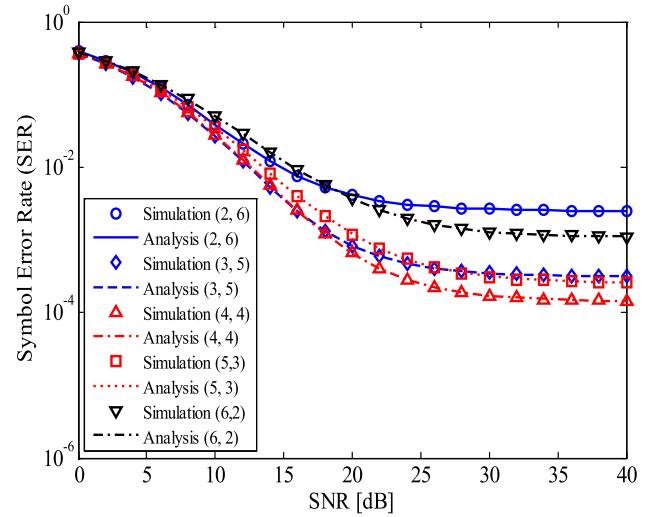 10^0
10^-2
10^-4
10^-6
Symbol Error Rate (SER)
Simulation (2, 6)
Analysis (2, 6)
Simulation (3, 5)
Analysis (3, 5)
Simulation (4, 4)
Analysis (4, 4)
Simulation (5,3)
Analysis (5, 3)
Simulation (6,2)
Analysis (6, 2)
0 5 10 15 20 25 30 35 40
SNR [dB]